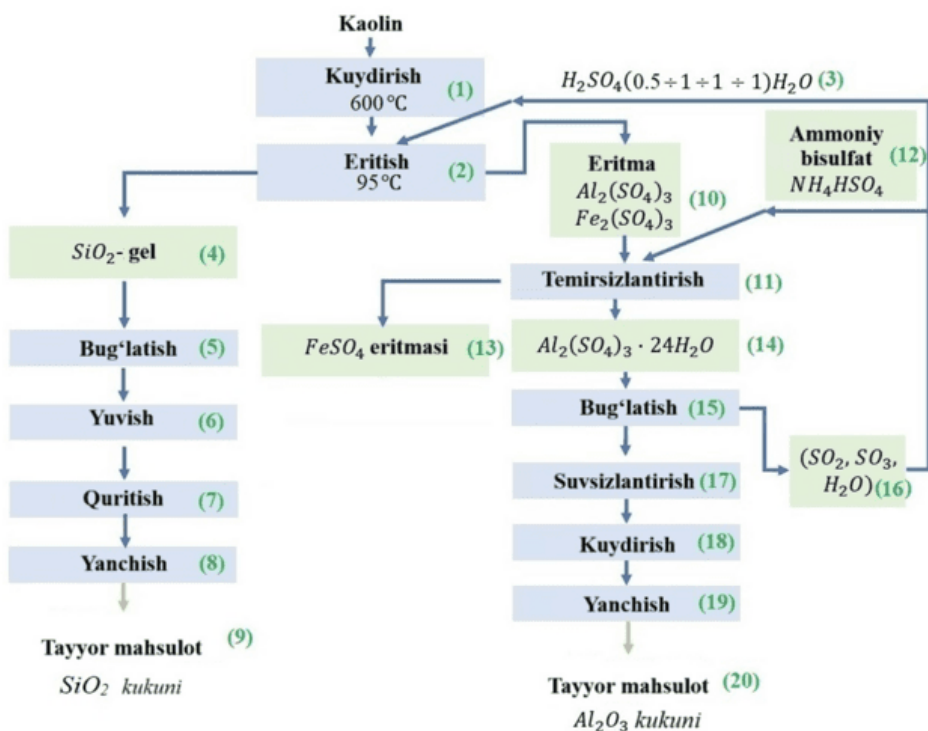 Kaolin
Kuydirish
600°C
(1)
H₂SO₄(0.5 ÷ 1 ÷ 1 ÷ 1)H₂O (3)
Eritish
95°C
(2)
Eritma
Al₂(SO₄)₃
Fe₂(SO₄)₃
(10)
Ammoniy
bisulfat
NH₄HSO₄
(12)
SiO₂- gel (4)
Temirsizlantirish (11)
Bug‘latish (5)
FeSO₄ eritmasi (13)
Al₂(SO₄)₃ · 24H₂O (14)
Yuvish (6)
Bug‘latish (15)
(SO₂, SO₃,
H₂O) (16)
Quritish (7)
Suvsizlantirish (17)
Yanchish (8)
Kuydirish (18)
Yanchish (19)
Tayyor mahsulot (9)
SiO₂ kukuni
Tayyor mahsulot (20)
Al₂O₃ kukuni